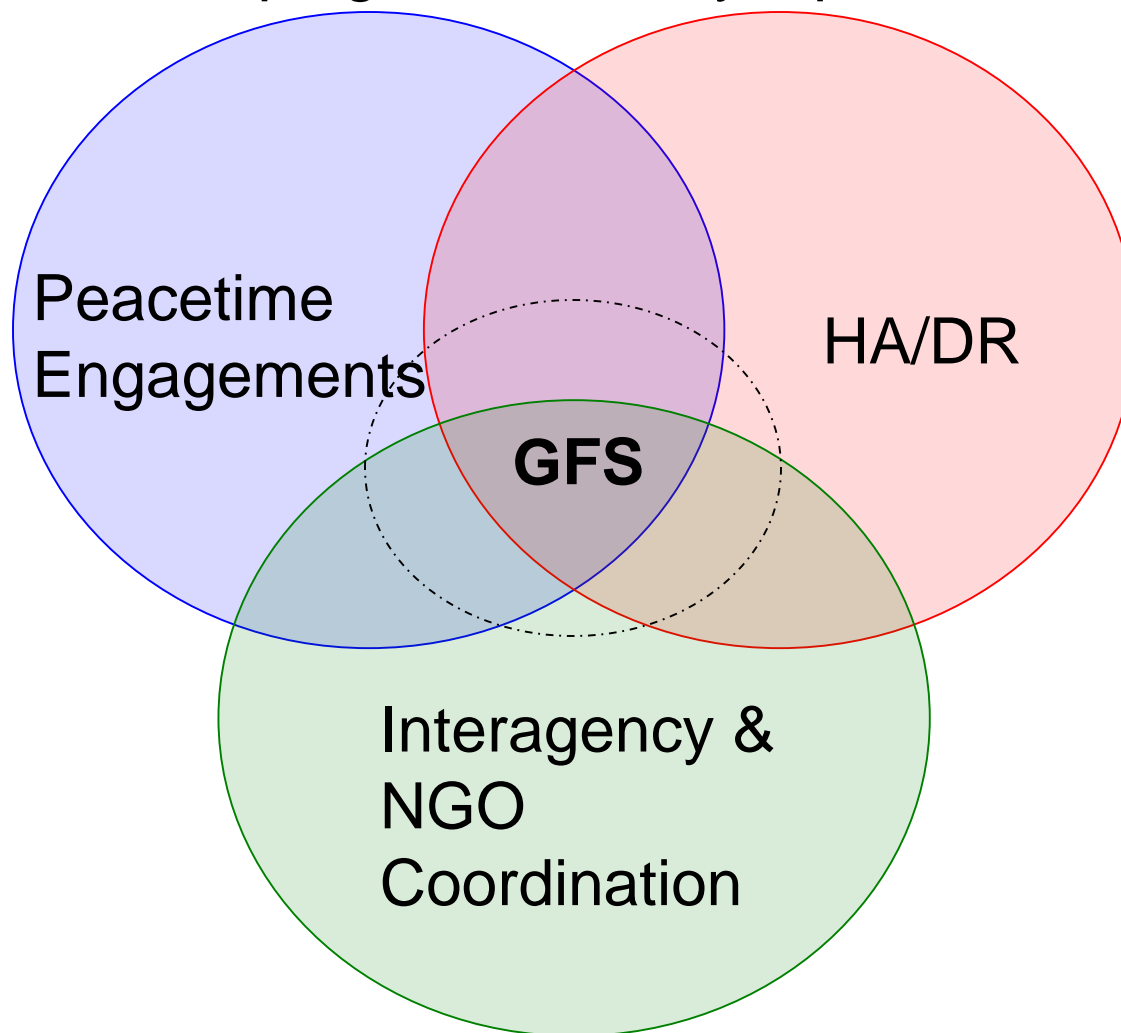 Peacetime
Engagements
HA/DR
GFS
Interagency &
NGO
Coordination